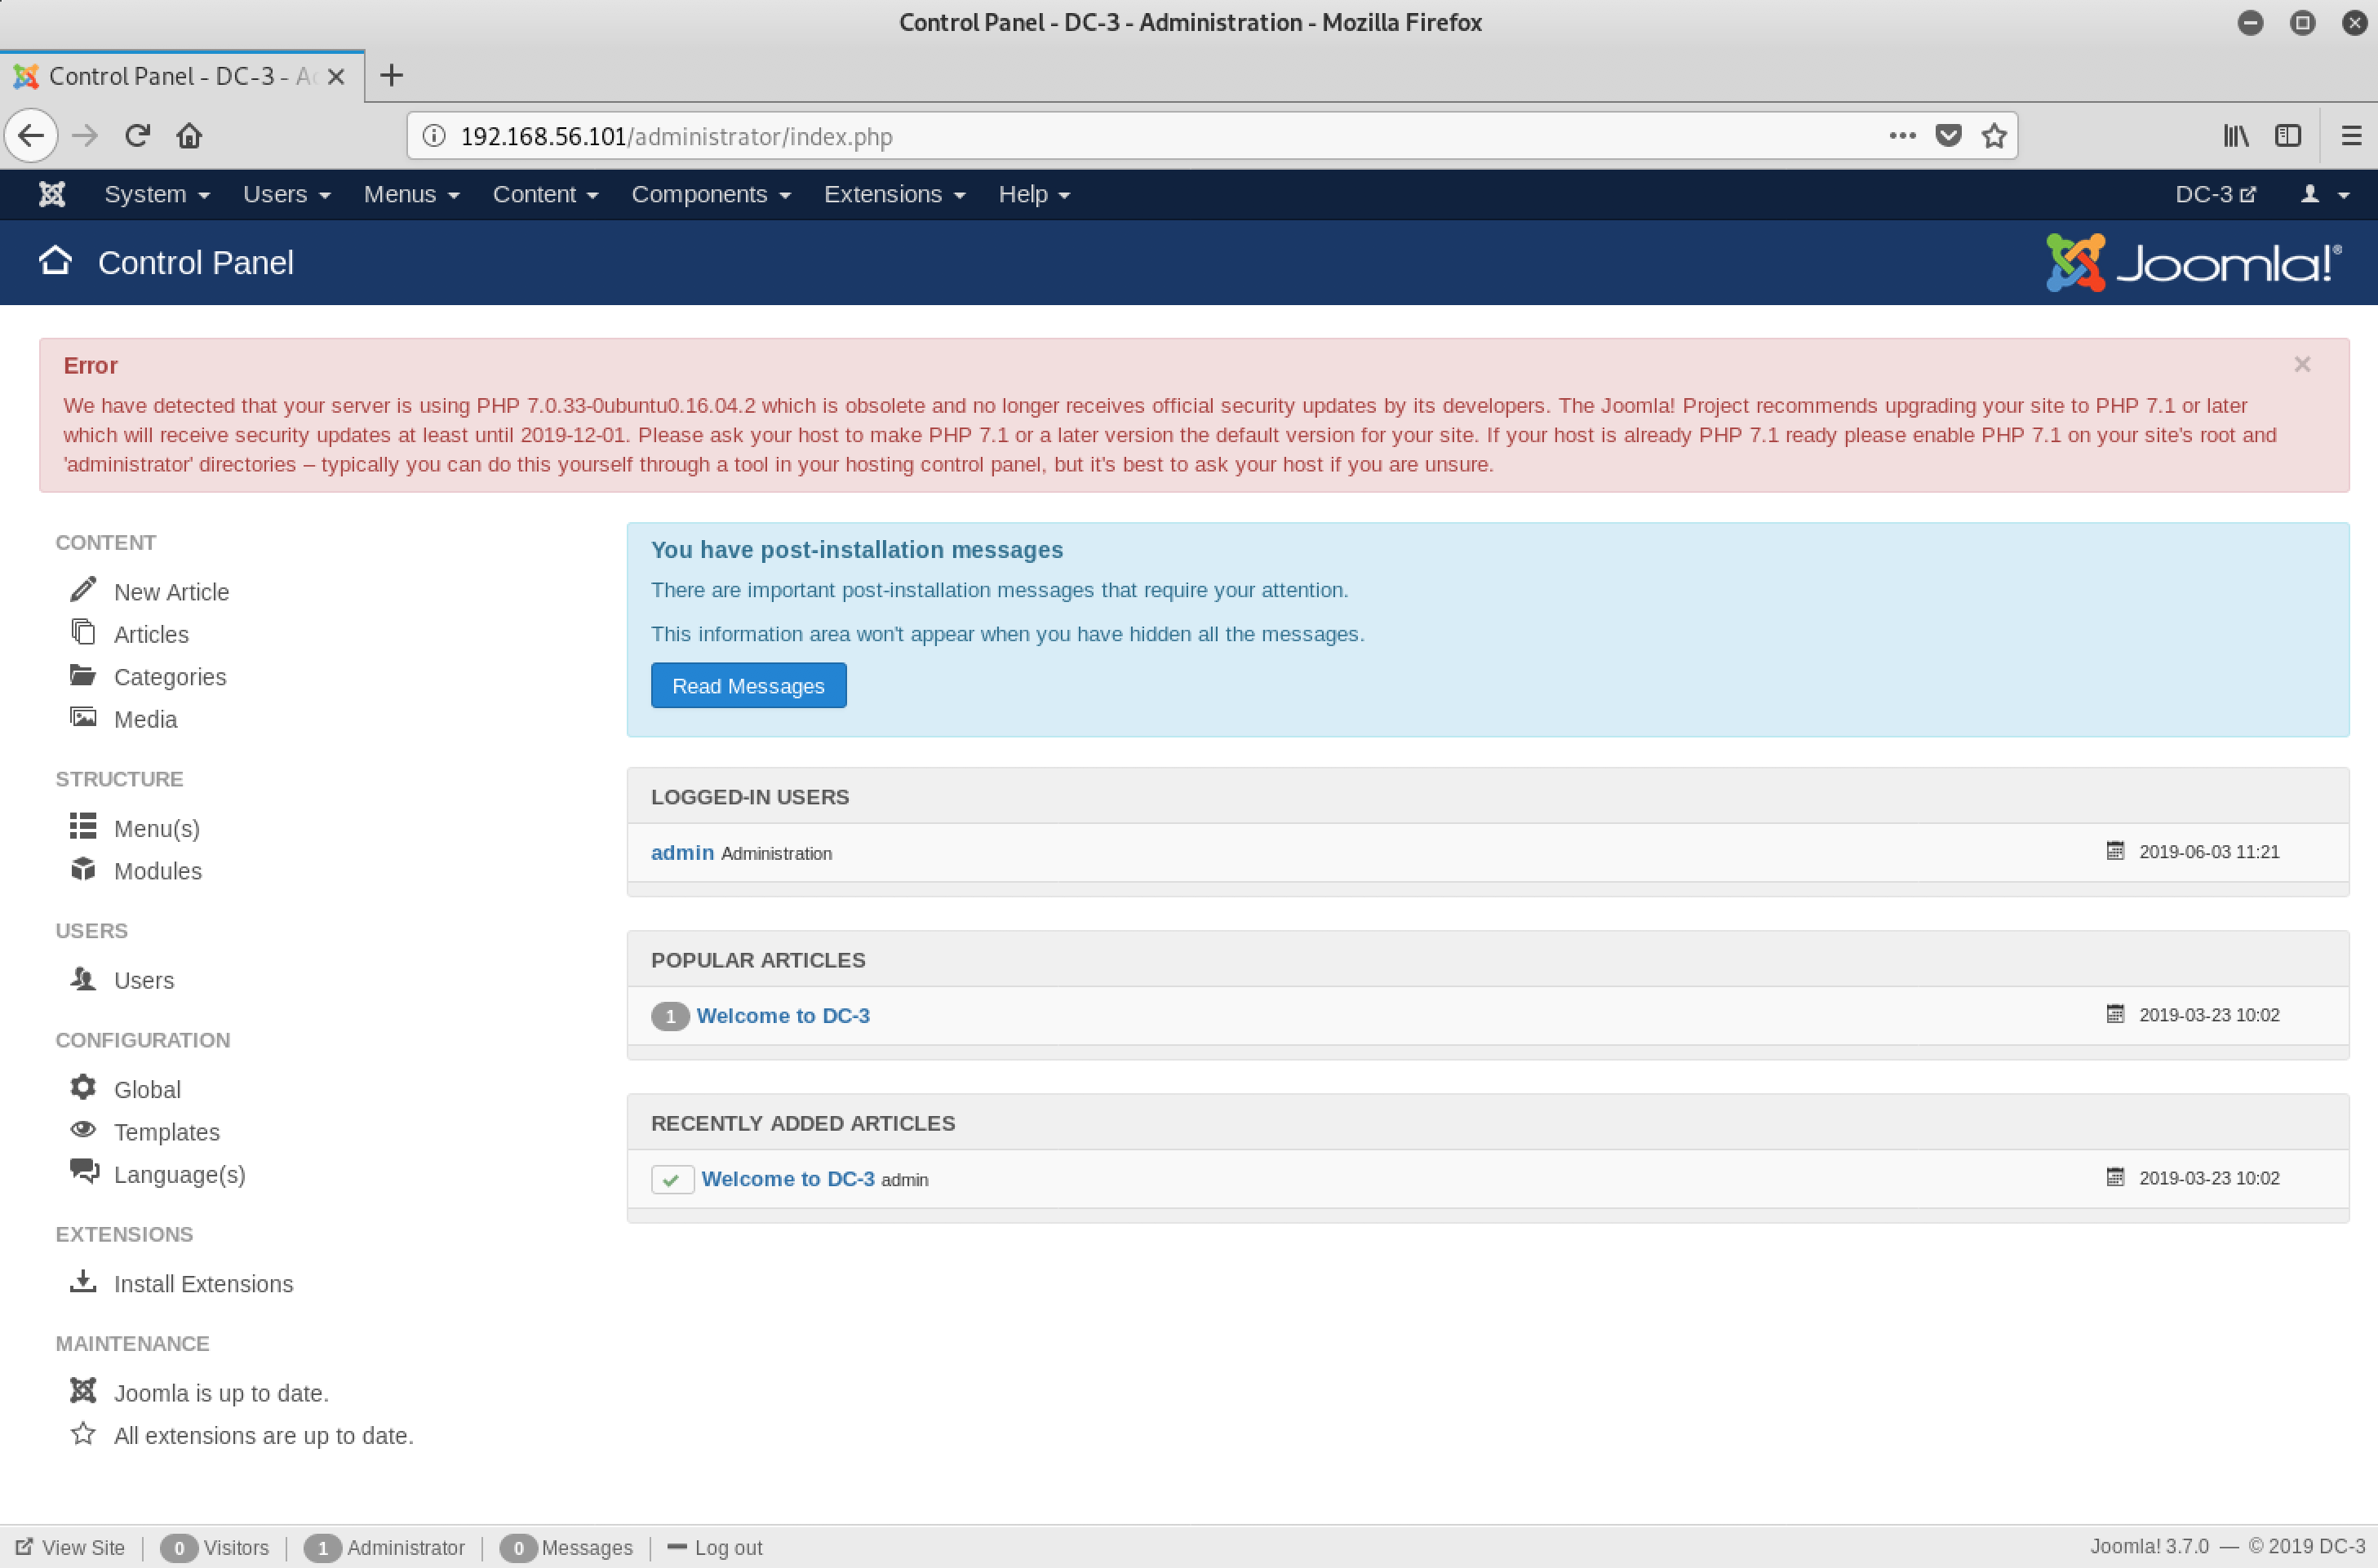 Control Panel - DC-3 - Administration - Mozilla Firefox
Control Panel - DC-3 -
192.168.56.101/administrator/index.php
System Users Menus Content Components Extensions Help DC-3
Control Panel Joomla!®
Error
We have detected that your server is using PHP 7.0.33-0ubuntu0.16.04.2 which is obsolete and no longer receives official security updates by its developers. The Joomla! Project recommends upgrading your site to PHP 7.1 or later
which will receive security updates at least until 2019-12-01. Please ask your host to make PHP 7.1 or a later version the default version for your site. If your host is already PHP 7.1 ready please enable PHP 7.1 on your site's root and
'administrator' directories – typically you can do this yourself through a tool in your hosting control panel, but it's best to ask your host if you are unsure.
CONTENT
New Article
Articles
Categories
Media
STRUCTURE
Menu(s)
Modules
USERS
Users
CONFIGURATION
Global
Templates
Language(s)
EXTENSIONS
Install Extensions
MAINTENANCE
Joomla is up to date.
All extensions are up to date.
You have post-installation messages
There are important post-installation messages that require your attention.
This information area won't appear when you have hidden all the messages.
Read Messages
LOGGED-IN USERS
admin Administration 2019-06-03 11:21
POPULAR ARTICLES
1 Welcome to DC-3 2019-03-23 10:02
RECENTLY ADDED ARTICLES
Welcome to DC-3 admin 2019-03-23 10:02
View Site 0 Visitors 1 Administrator 0 Messages Log out Joomla! 3.7.0 — © 2019 DC-3